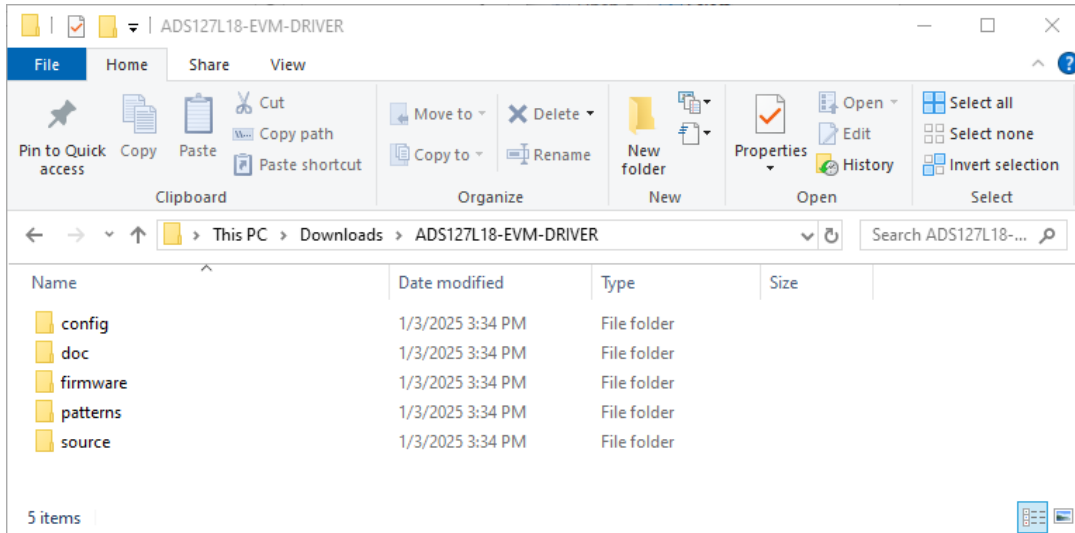 ADS127L18-EVM-DRIVER
File Home Share View
Pin to Quick access
Copy
Paste
Cut
Copy path
Paste shortcut
Clipboard
Move to
Copy to
Delete
Rename
Organize
New folder
New
Properties
Open
Edit
History
Open
Select all
Select none
Invert selection
Select
This PC > Downloads > ADS127L18-EVM-DRIVER
Search ADS127L18-...
Name Date modified Type Size
config 1/3/2025 3:34 PM File folder
doc 1/3/2025 3:34 PM File folder
firmware 1/3/2025 3:34 PM File folder
patterns 1/3/2025 3:34 PM File folder
source 1/3/2025 3:34 PM File folder
5 items